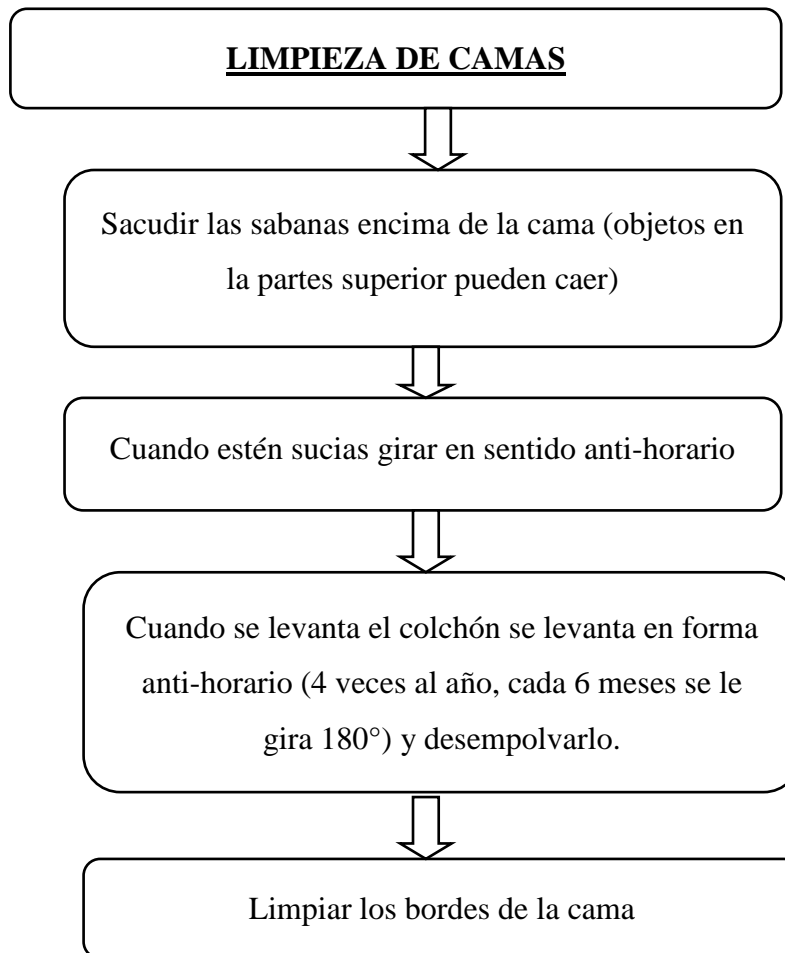 LIMPIEZA DE CAMAS
Sacudir las sabanas encima de la cama (objetos en
la partes superior pueden caer)
Cuando estén sucias girar en sentido anti-horario
Cuando se levanta el colchón se levanta en forma
anti-horario (4 veces al año, cada 6 meses se le
gira 180°) y desempolvarlo.
Limpiar los bordes de la cama